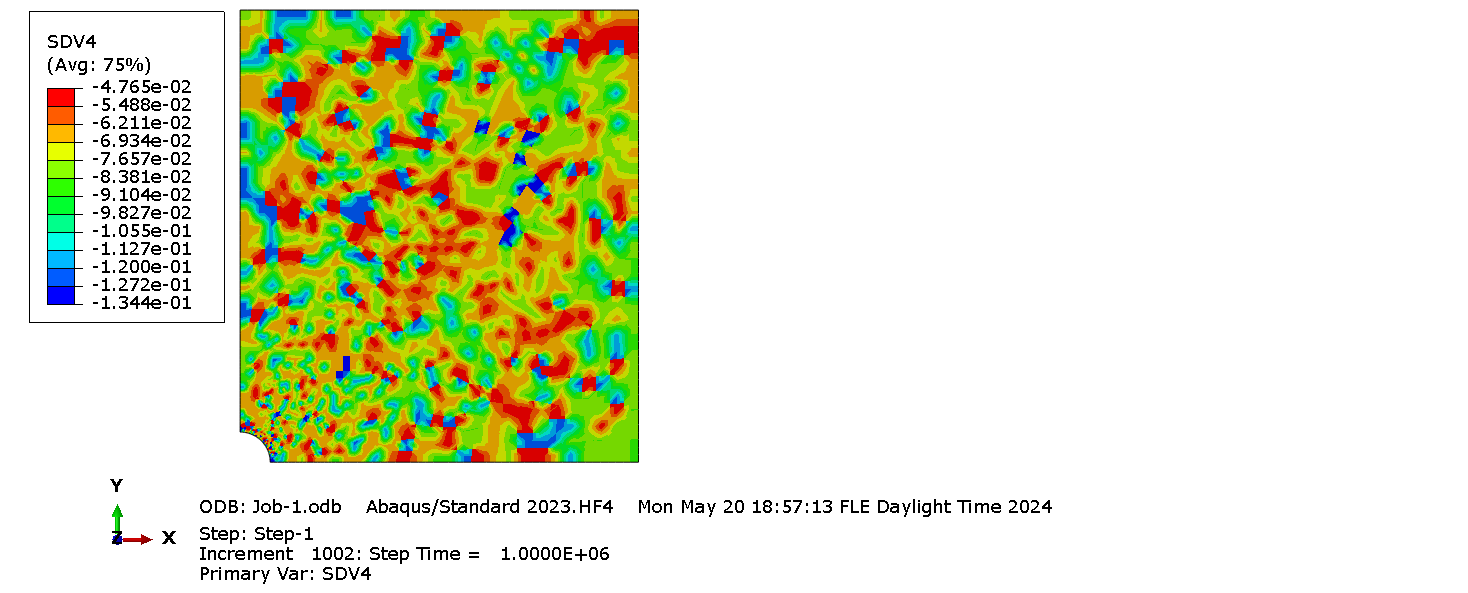 SDV4
(Avg: 75%)
-4.765e-02
-5.488e-02
-6.211e-02
-6.934e-02
-7.657e-02
-8.381e-02
-9.104e-02
-9.827e-02
-1.055e-01
-1.127e-01
-1.200e-01
-1.272e-01
-1.344e-01
Y
Z X
ODB: Job-1.odb Abaqus/Standard 2023.HF4 Mon May 20 18:57:13 FLE Daylight Time 2024
Step: Step-1
Increment 1002: Step Time = 1.0000E+06
Primary Var: SDV4